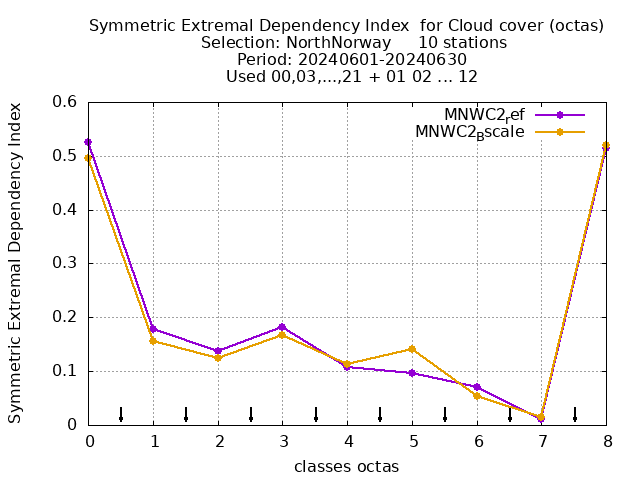 Symmetric Extremal Dependency Index for Cloud cover (octas)
Selection: NorthNorway 10 stations
Period: 20240601-20240630
Used 00,03,...,21 + 01 02 ... 12
MNWC2ref
MNWC2Bscale
Symmetric Extremal Dependency Index
0.6
0.5
0.4
0.3
0.2
0.1
0
0 1 2 3 4 5 6 7 8
classes octas